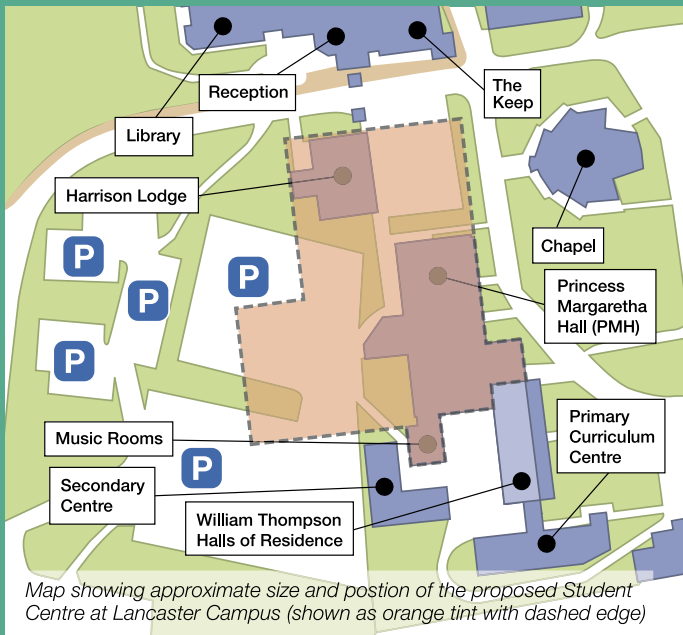 Reception
The
Keep
Library
Harrison Lodge
Chapel
P
P
P
Princess
Margaretha
Hall (PMH)
P
Music Rooms
Primary
Curriculum
Centre
P
Secondary
Centre
William Thompson
Halls of Residence
Map showing approximate size and postion of the proposed Student
Centre at Lancaster Campus (shown as orange tint with dashed edge)